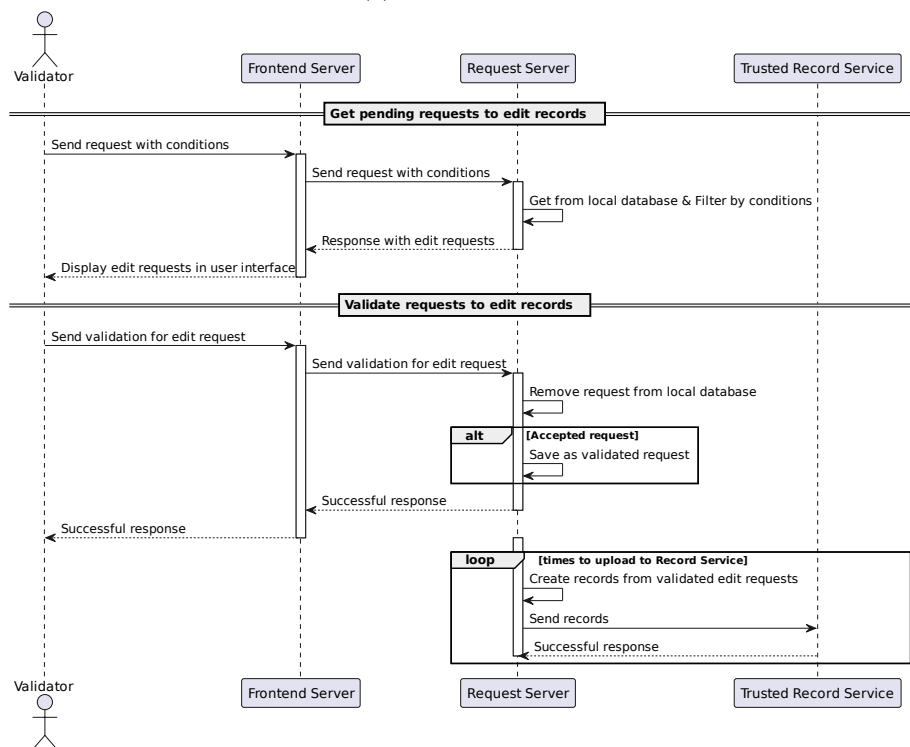 Validator
Frontend Server
Request Server
Trusted Record Service
Get pending requests to edit records
Send request with conditions
Send request with conditions
Get from local database & Filter by conditions
Response with edit requests
Display edit requests in user interface
Validate requests to edit records
Send validation for edit request
Send validation for edit request
Remove request from local database
alt
[Accepted request]
Save as validated request
Successful response
Successful response
loop
[times to upload to Record Service]
Create records from validated edit requests
Send records
Successful response
Validator
Frontend Server
Request Server
Trusted Record Service